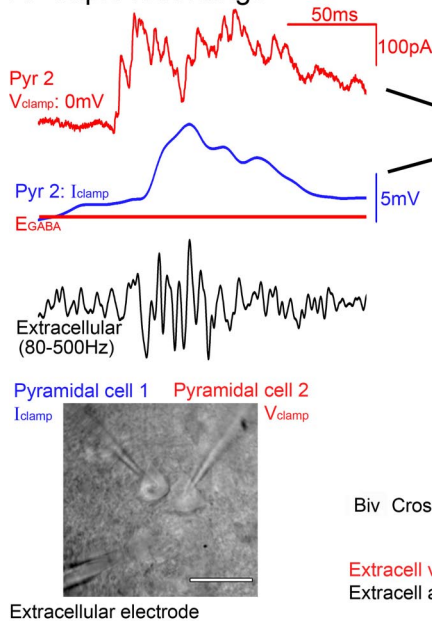 50ms
100pA
Pyr 2
Vclamp: 0mV
Pyr 2: Iclamp
5mV
EGABA
Extracellular
(80-500Hz)
Pyramidal cell 1 Pyramidal cell 2
Iclamp Vclamp
Biv Cros
Extracell v
Extracell a
Extracellular electrode